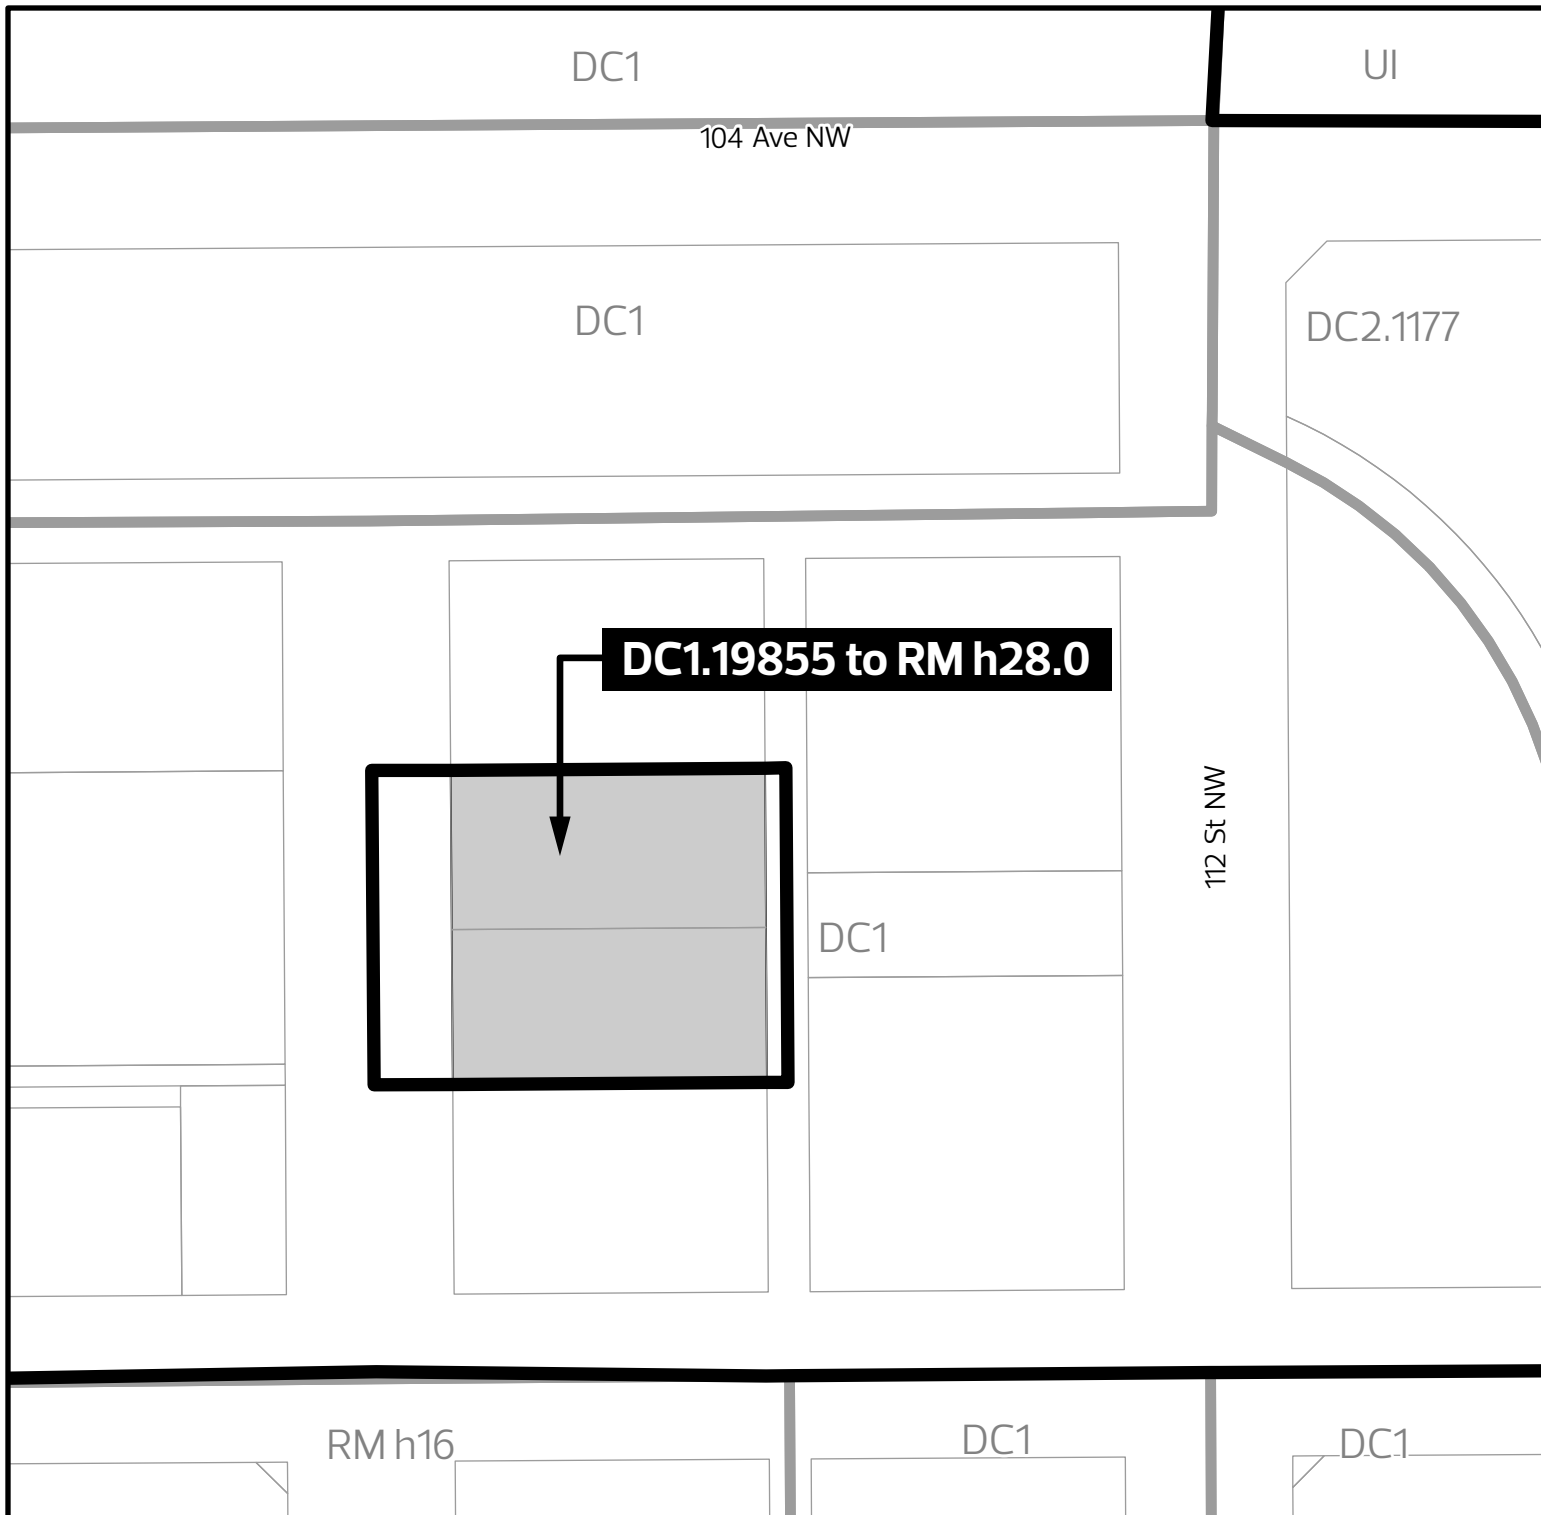 DC1
UI
104 Ave NW
DC1
DC2.1177
DC1.19855 to RM h28.0
112 St NW
DC1
RM h16
DC1
DC1